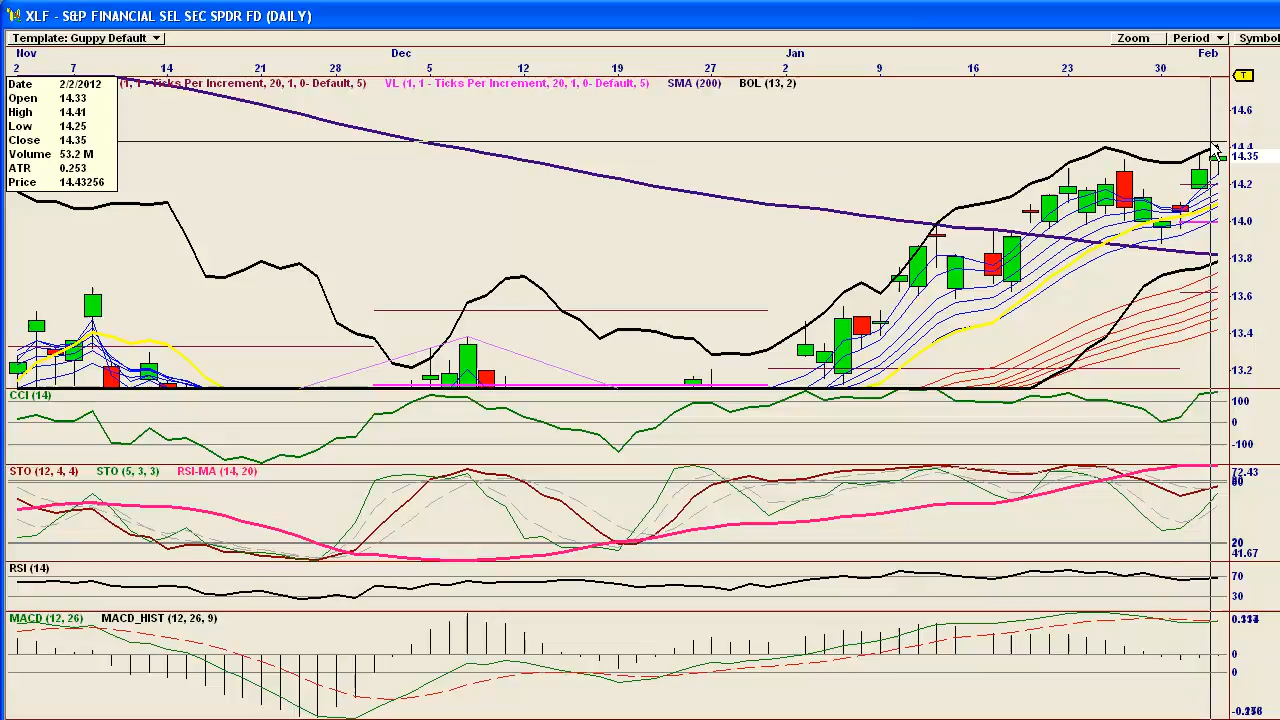 XLF - S&P FINANCIAL SEL SEC SPDR FD (DAILY)
Template: Guppy Default Zoom Period Symbol
Nov Dec Jan Feb
2 7 14 21 28 5 12 19 27 2 9 16 23 30
(1, 1 - Ticks Per Increment, 20, 1, 0- Default, 5) VL (1, 1 - Ticks Per Increment, 20, 1, 0- Default, 5) SMA (200) BOL (13, 2)
T
Date 2/2/2012
Open 14.33
High 14.41
Low 14.25
Close 14.35
Volume 53.2 M
ATR 0.253
Price 14.43256
14.6
14.4
14.35
14.2
14.0
13.8
13.6
13.4
13.2
CCI (14)
100
0
-100
STO (12, 4, 4) STO (5, 3, 3) RSI-MA (14, 20)
72.43
80
20
41.67
RSI (14)
70
30
MACD (12, 26) MACD_HIST (12, 26, 9)
0
0